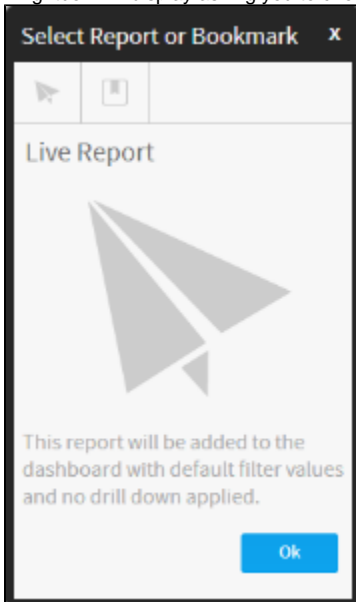 Select Report or Bookmark x
Live Report
This report will be added to the
dashboard with default filter values
and no drill down applied.
Ok